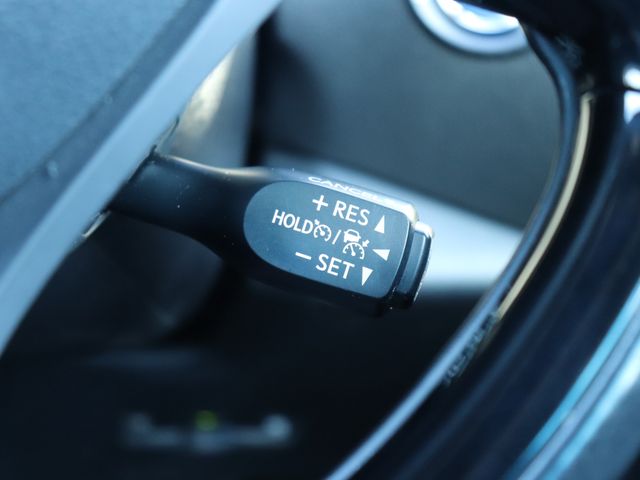 CANCEL
+ RES
HOLD /
− SET